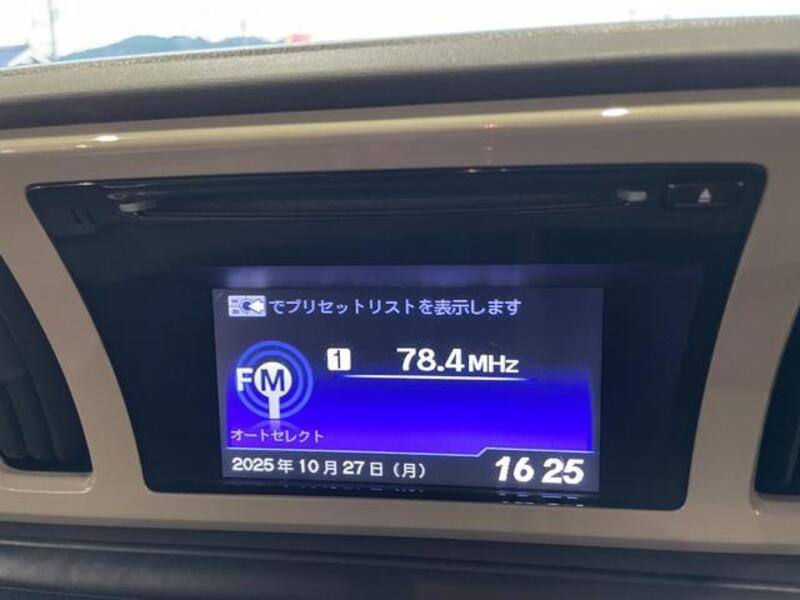 でプリセットリストを表示します
FM 1 78.4MHz
オートセレクト
2025年10月27日（月） 16 25